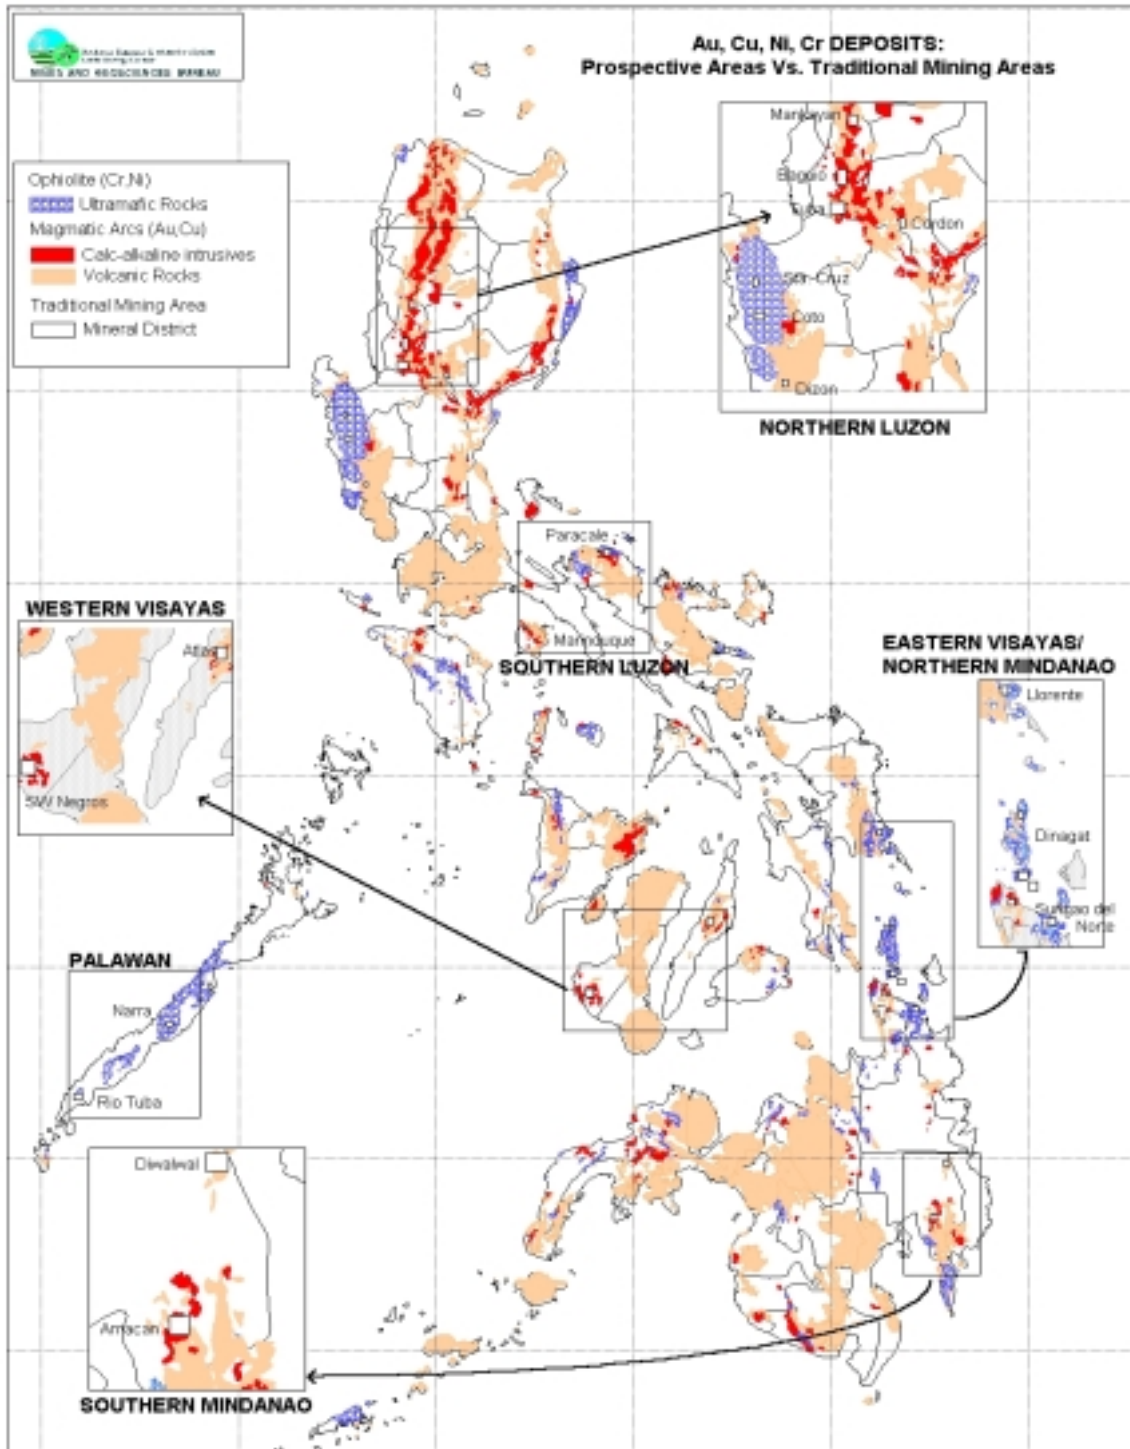 MINES AND GEOSCIENCES BUREAU
Au, Cu, Ni, Cr DEPOSITS:
Prospective Areas Vs. Traditional Mining Areas
Ophiolite (Cr,Ni)
Ultramafic Rocks
Magmatic Arcs (Au,Cu)
Calc-alkaline intrusives
Volcanic Rocks
Traditional Mining Area
Mineral District
Mankayan
Baguio
Tuba
Cordon
Star-Cruz
Coto
Dizon
NORTHERN LUZON
Paracale
Marinduque
SOUTHERN LUZON
WESTERN VISAYAS
Atlas
SW Negros
EASTERN VISAYAS/
NORTHERN MINDANAO
Llorente
Dinagat
Surigao del
Norte
PALAWAN
Narra
Rio Tuba
Diwalwal
Amacan
SOUTHERN MINDANAO